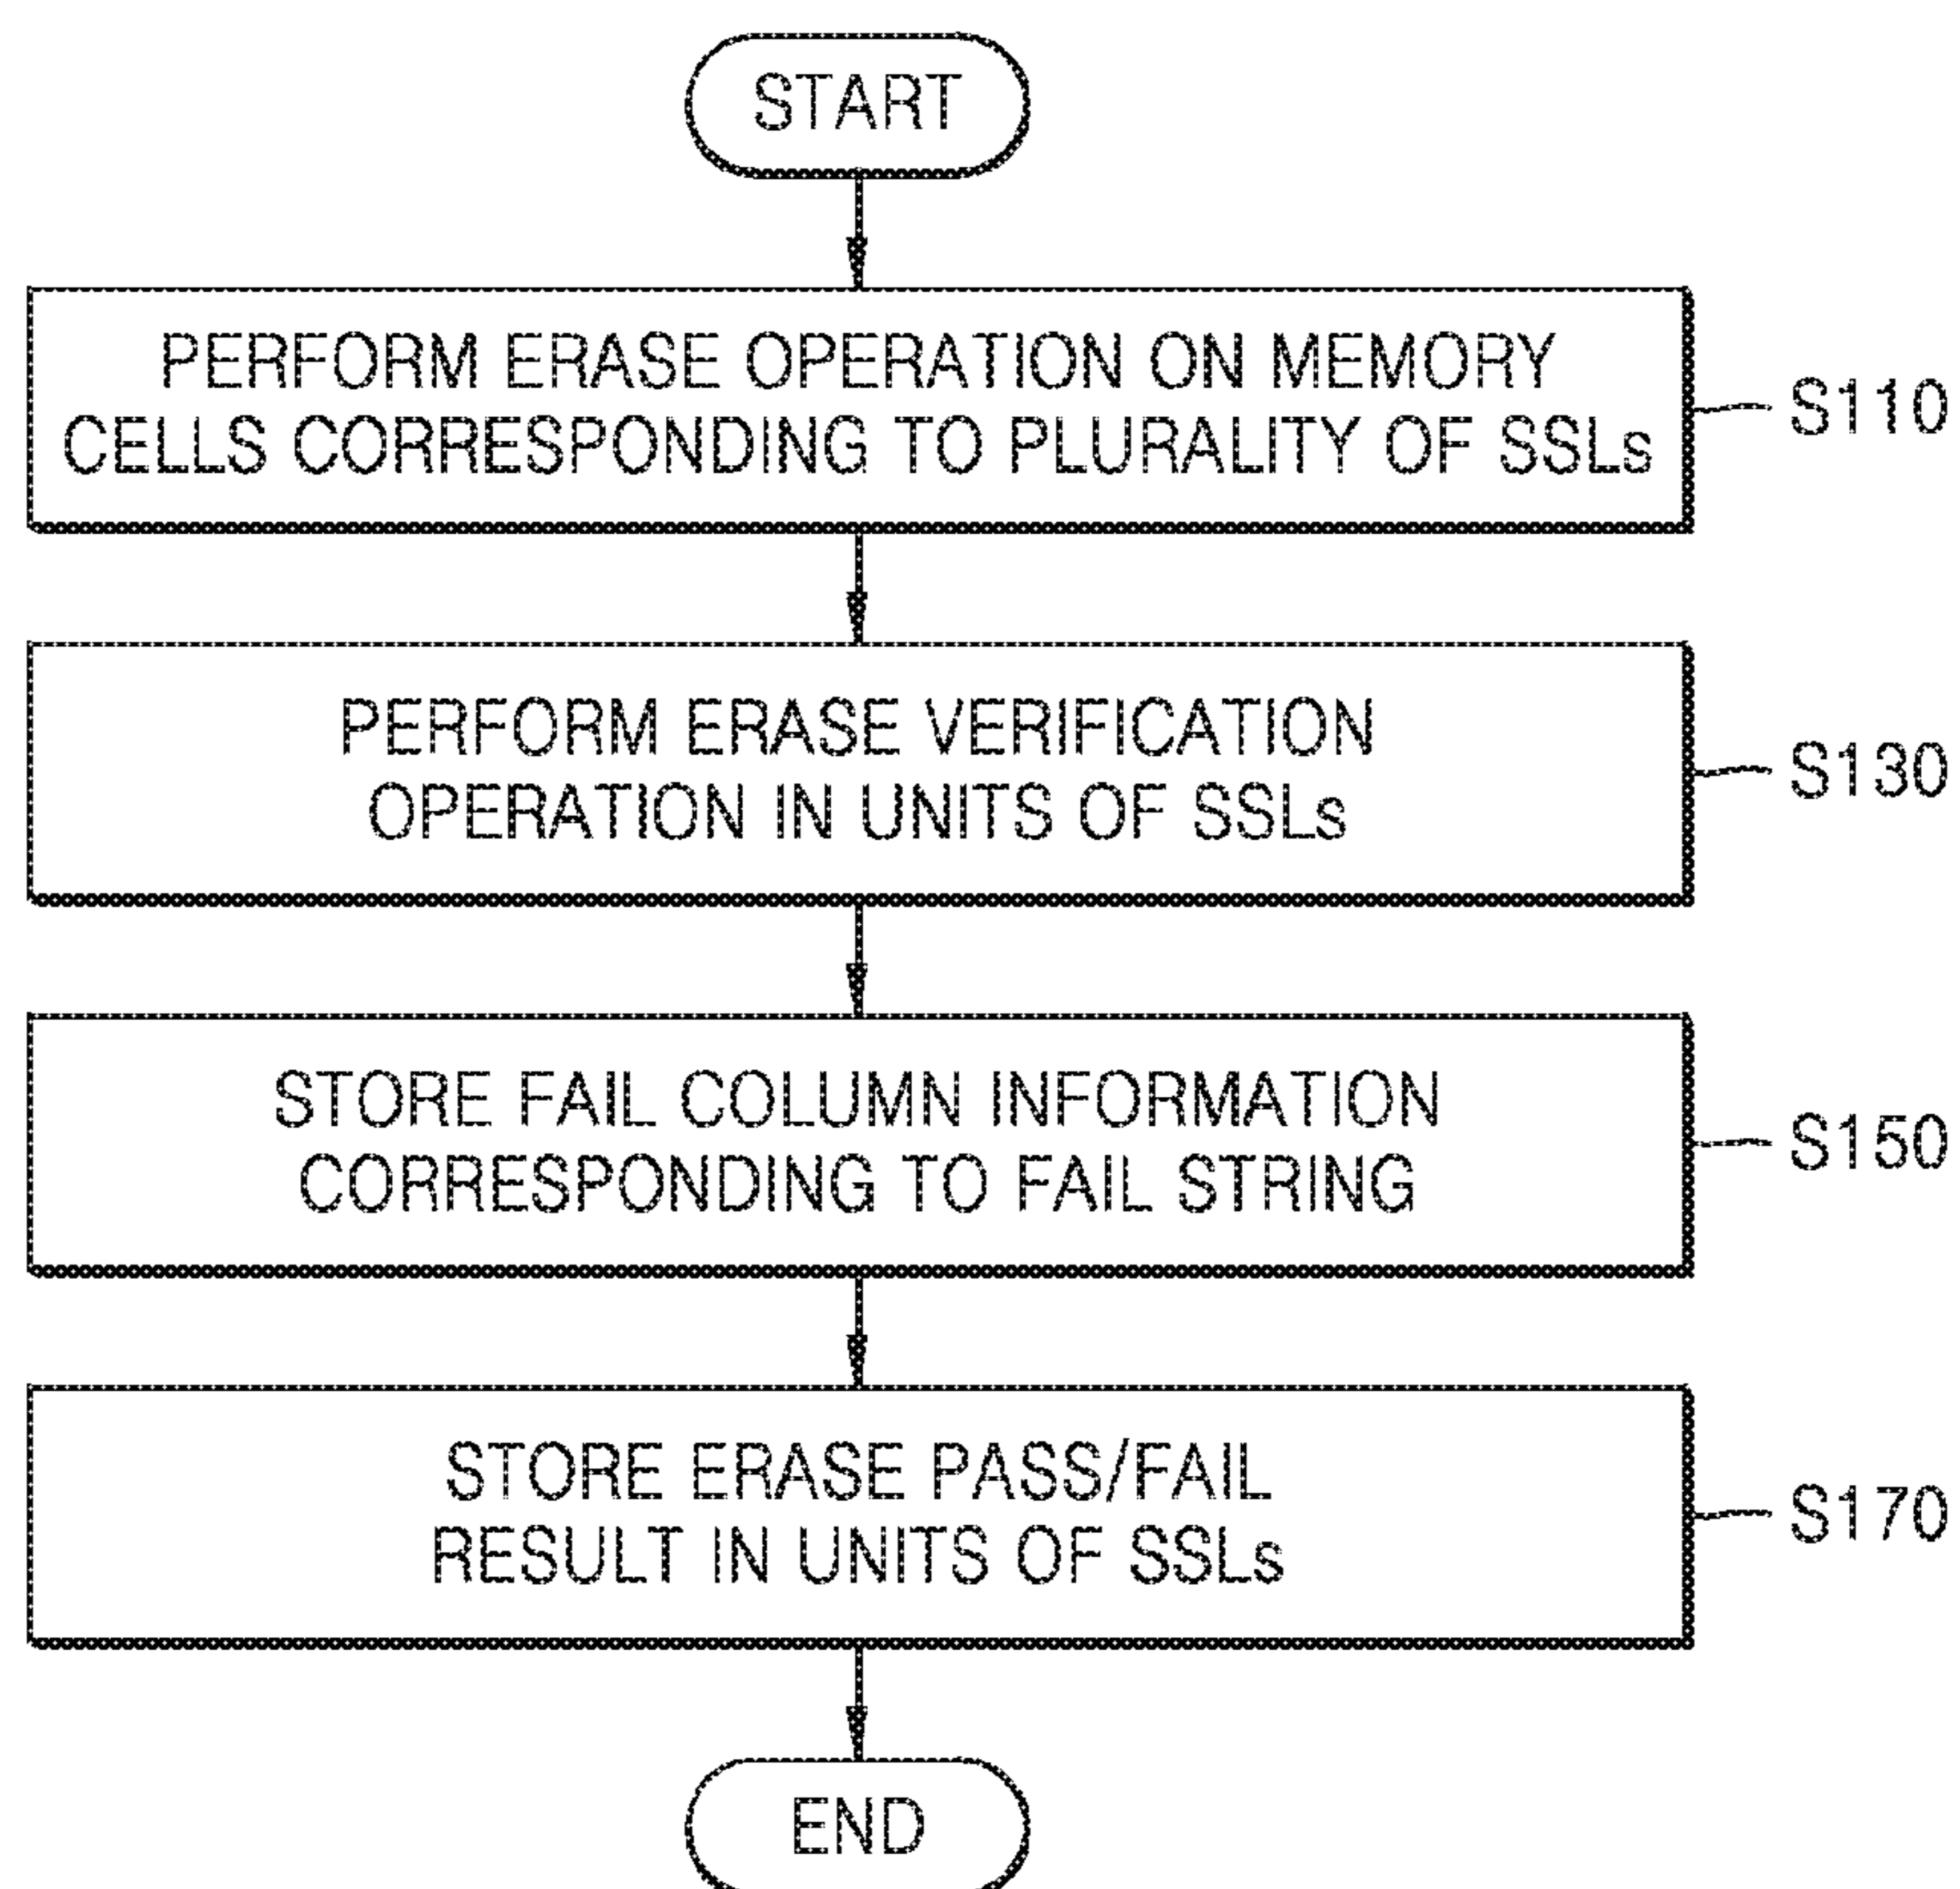 START
PERFORM ERASE OPERATION ON MEMORY
CELLS CORRESPONDING TO PLURALITY OF SSLs
S110
PERFORM ERASE VERIFICATION
OPERATION IN UNITS OF SSLs
S130
STORE FAIL COLUMN INFORMATION
CORRESPONDING TO FAIL STRING
S150
STORE ERASE PASS/FAIL
RESULT IN UNITS OF SSLs
S170
END